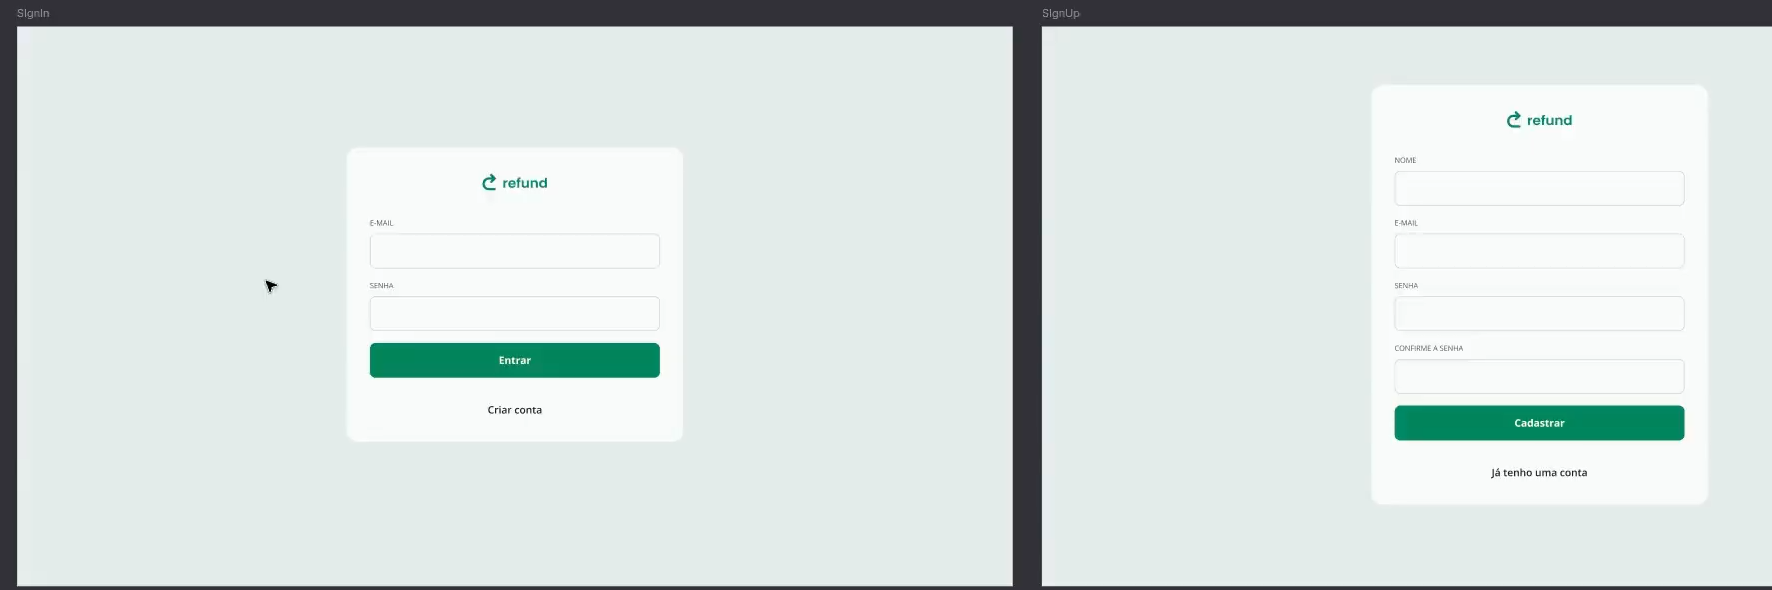 SIgnIn
refund
E-MAIL
SENHA
Entrar
Criar conta
SIgnUp
refund
NOME
E-MAIL
SENHA
CONFIRME A SENHA
Cadastrar
Já tenho uma conta